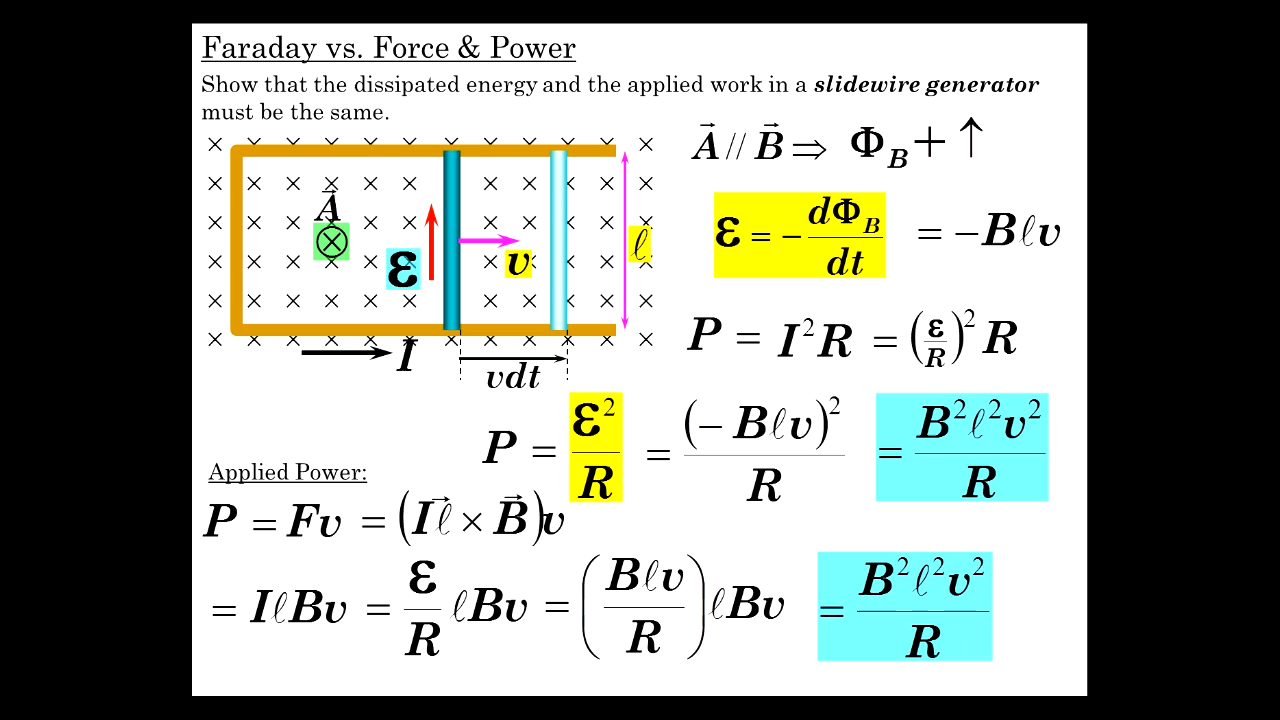 Faraday vs. Force & Power
Show that the dissipated energy and the applied work in a slidewire generator
must be the same.
A⃗ // B⃗ ⇒ Φ_B + ↑
A⃗
ε
v
ℓ
I
vdt
ε = − dΦ_B / dt = −Bℓv
P = I²R = (ε/R)² R
P = ε²/R = (−Bℓv)²/R = B²ℓ²v²/R
Applied Power:
P = Fv = (Iℓ⃗ × B⃗)v
= IℓBv = ε/R ℓBv = (Bℓv/R) ℓBv = B²ℓ²v²/R